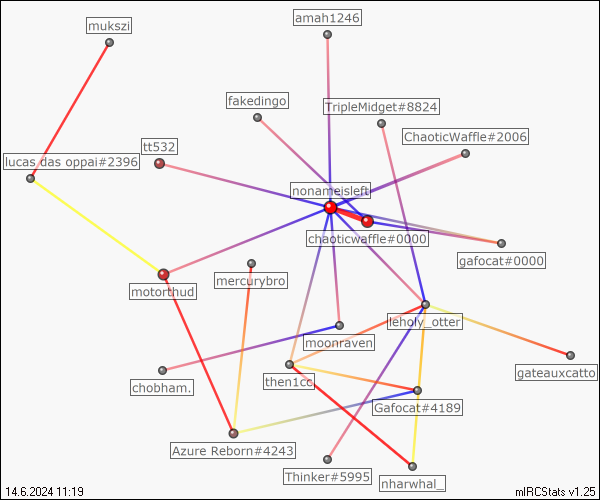 amah1246
mukszi
fakedingo
TripleMidget#8824
ChaoticWaffle#2006
tt532
lucas das oppai#2396
nonameisleft
chaoticwaffle#0000
gafocat#0000
motorthud
mercurybro
leholy_otter
moonraven
gateauxcatto
chobham.
then1cc
Gafocat#4189
Azure Reborn#4243
Thinker#5995
nharwhal_
14.6.2024 11:19
mIRCStats v1.25